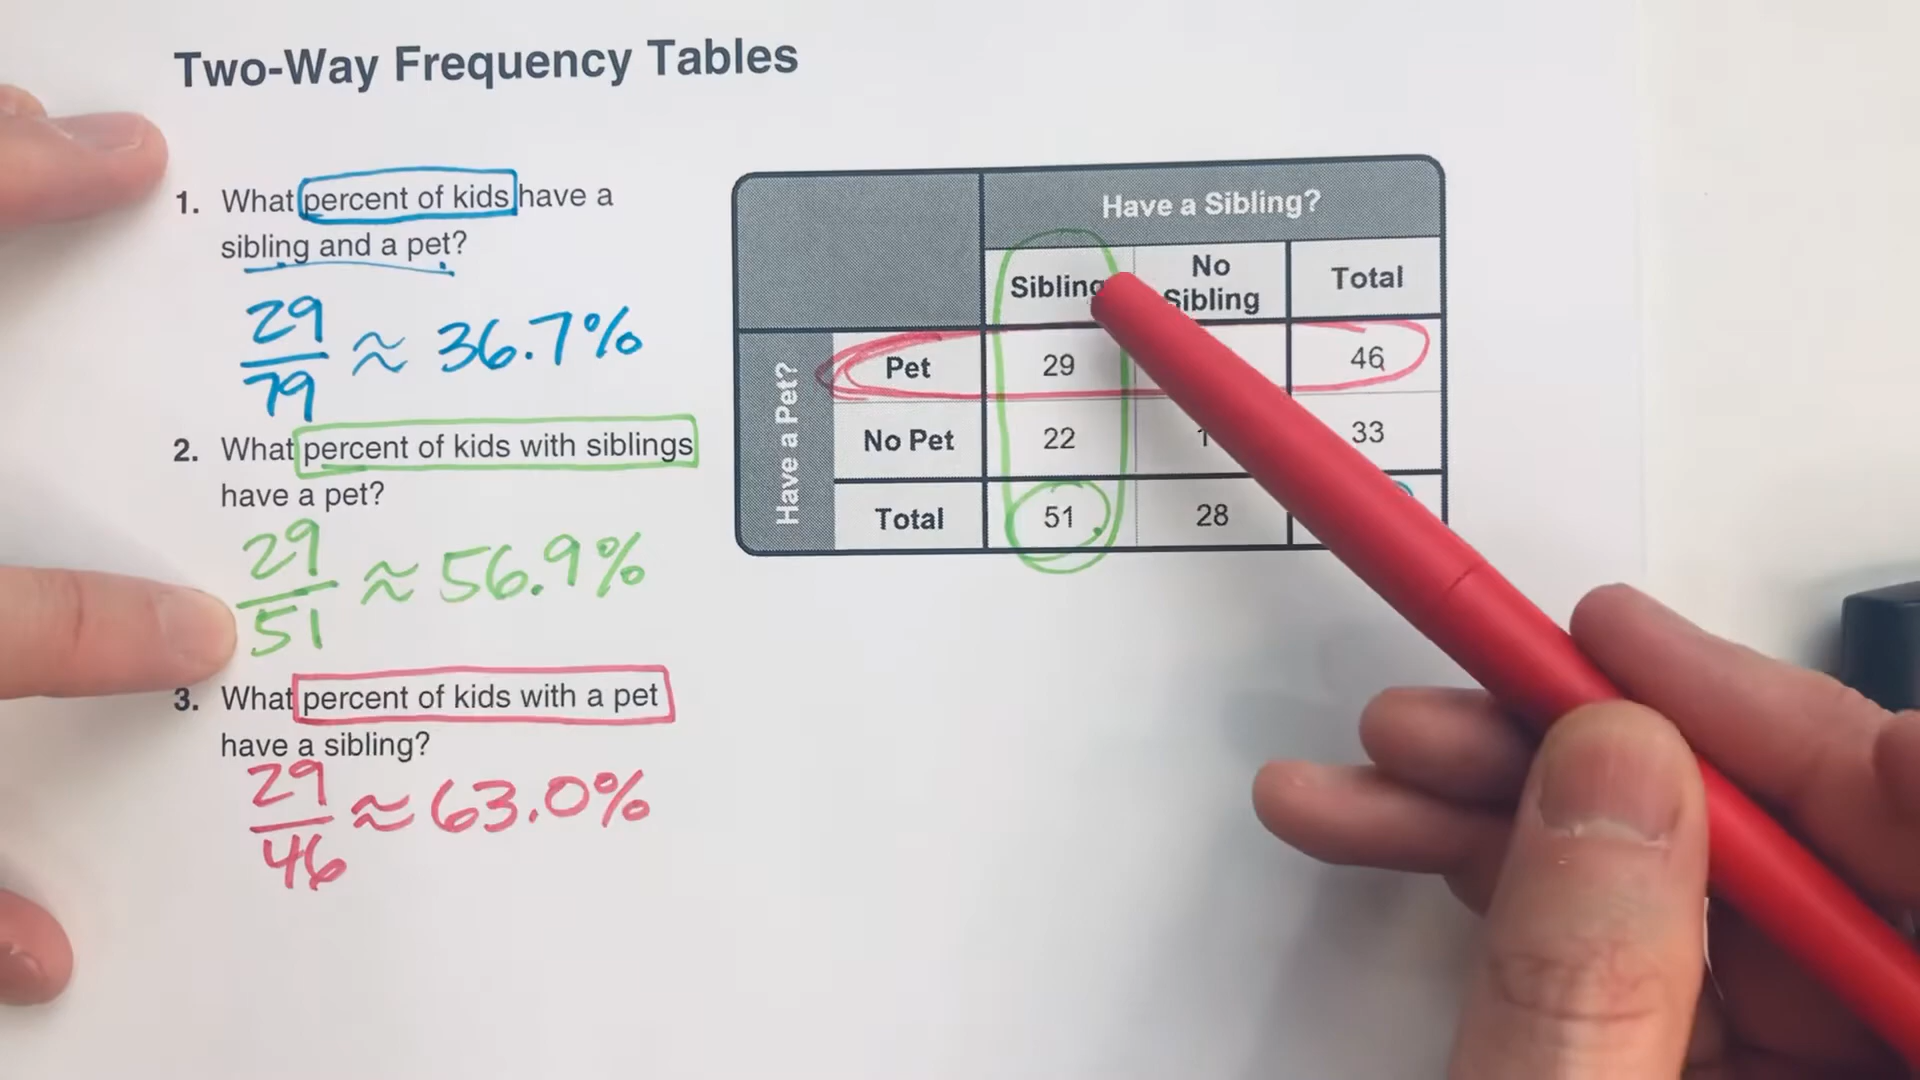 Two-Way Frequency Tables
1. What percent of kids have a
sibling and a pet?
29
79
≈ 36.7%
2. What percent of kids with siblings
have a pet?
29
51
≈ 56.9%
3. What percent of kids with a pet
have a sibling?
29
46
≈ 63.0%
Have a Sibling?
Sibling
No
Sibling
Total
Have a Pet?
Pet 29 46
No Pet 22 33
Total 51 28